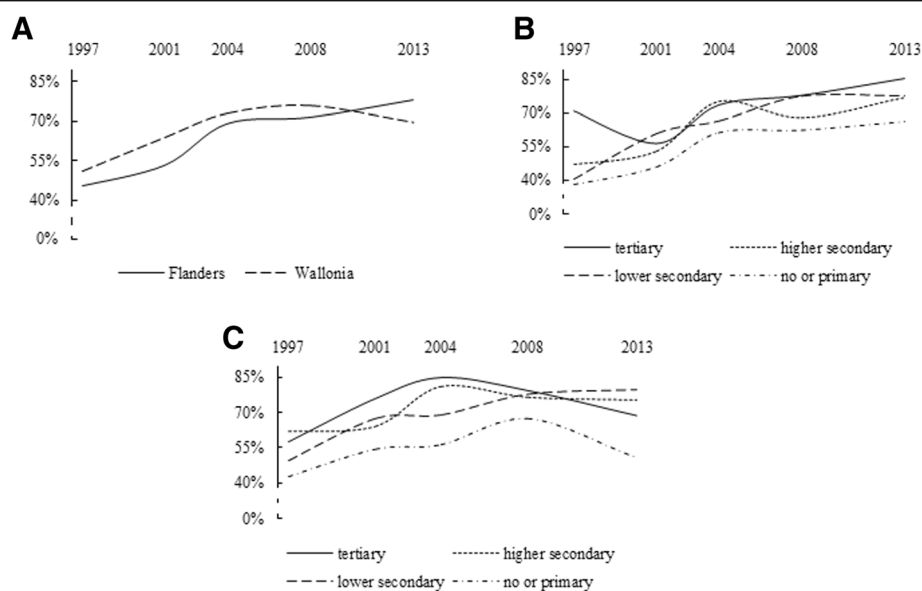 A
1997 2001 2004 2008 2013
85%
70%
55%
40%
0%
Flanders Wallonia
B
1997 2001 2004 2008 2013
85%
70%
55%
40%
0%
tertiary higher secondary
lower secondary no or primary
C
1997 2001 2004 2008 2013
85%
70%
55%
40%
0%
tertiary higher secondary
lower secondary no or primary